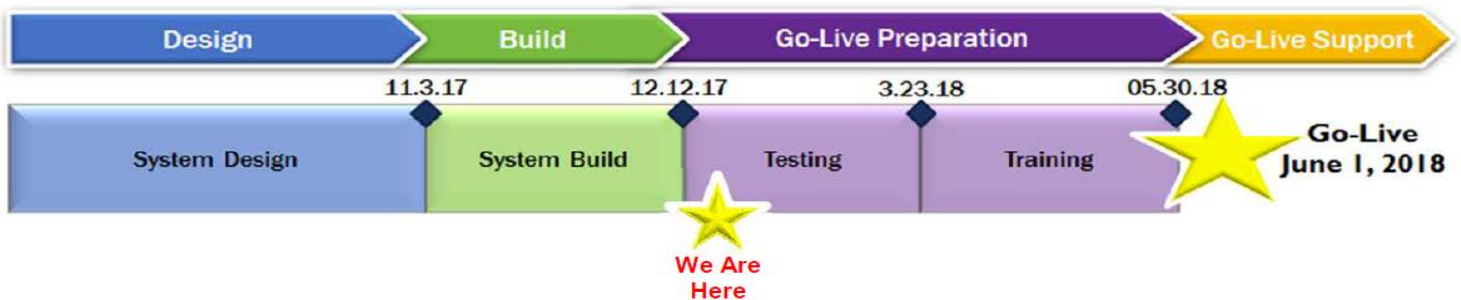 Design
Build
Go-Live Preparation
Go-Live Support
11.3.17
12.12.17
3.23.18
05.30.18
System Design
System Build
Testing
Training
Go-Live
June 1, 2018
We Are
Here